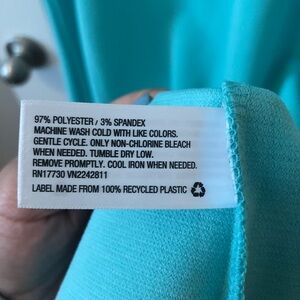 97% POLYESTER / 3% SPANDEX
MACHINE WASH COLD WITH LIKE COLORS.
GENTLE CYCLE. ONLY NON-CHLORINE BLEACH
WHEN NEEDED. TUMBLE DRY LOW.
REMOVE PROMPTLY. COOL IRON WHEN NEEDED.
RN17730 VN2242811
LABEL MADE FROM 100% RECYCLED PLASTIC